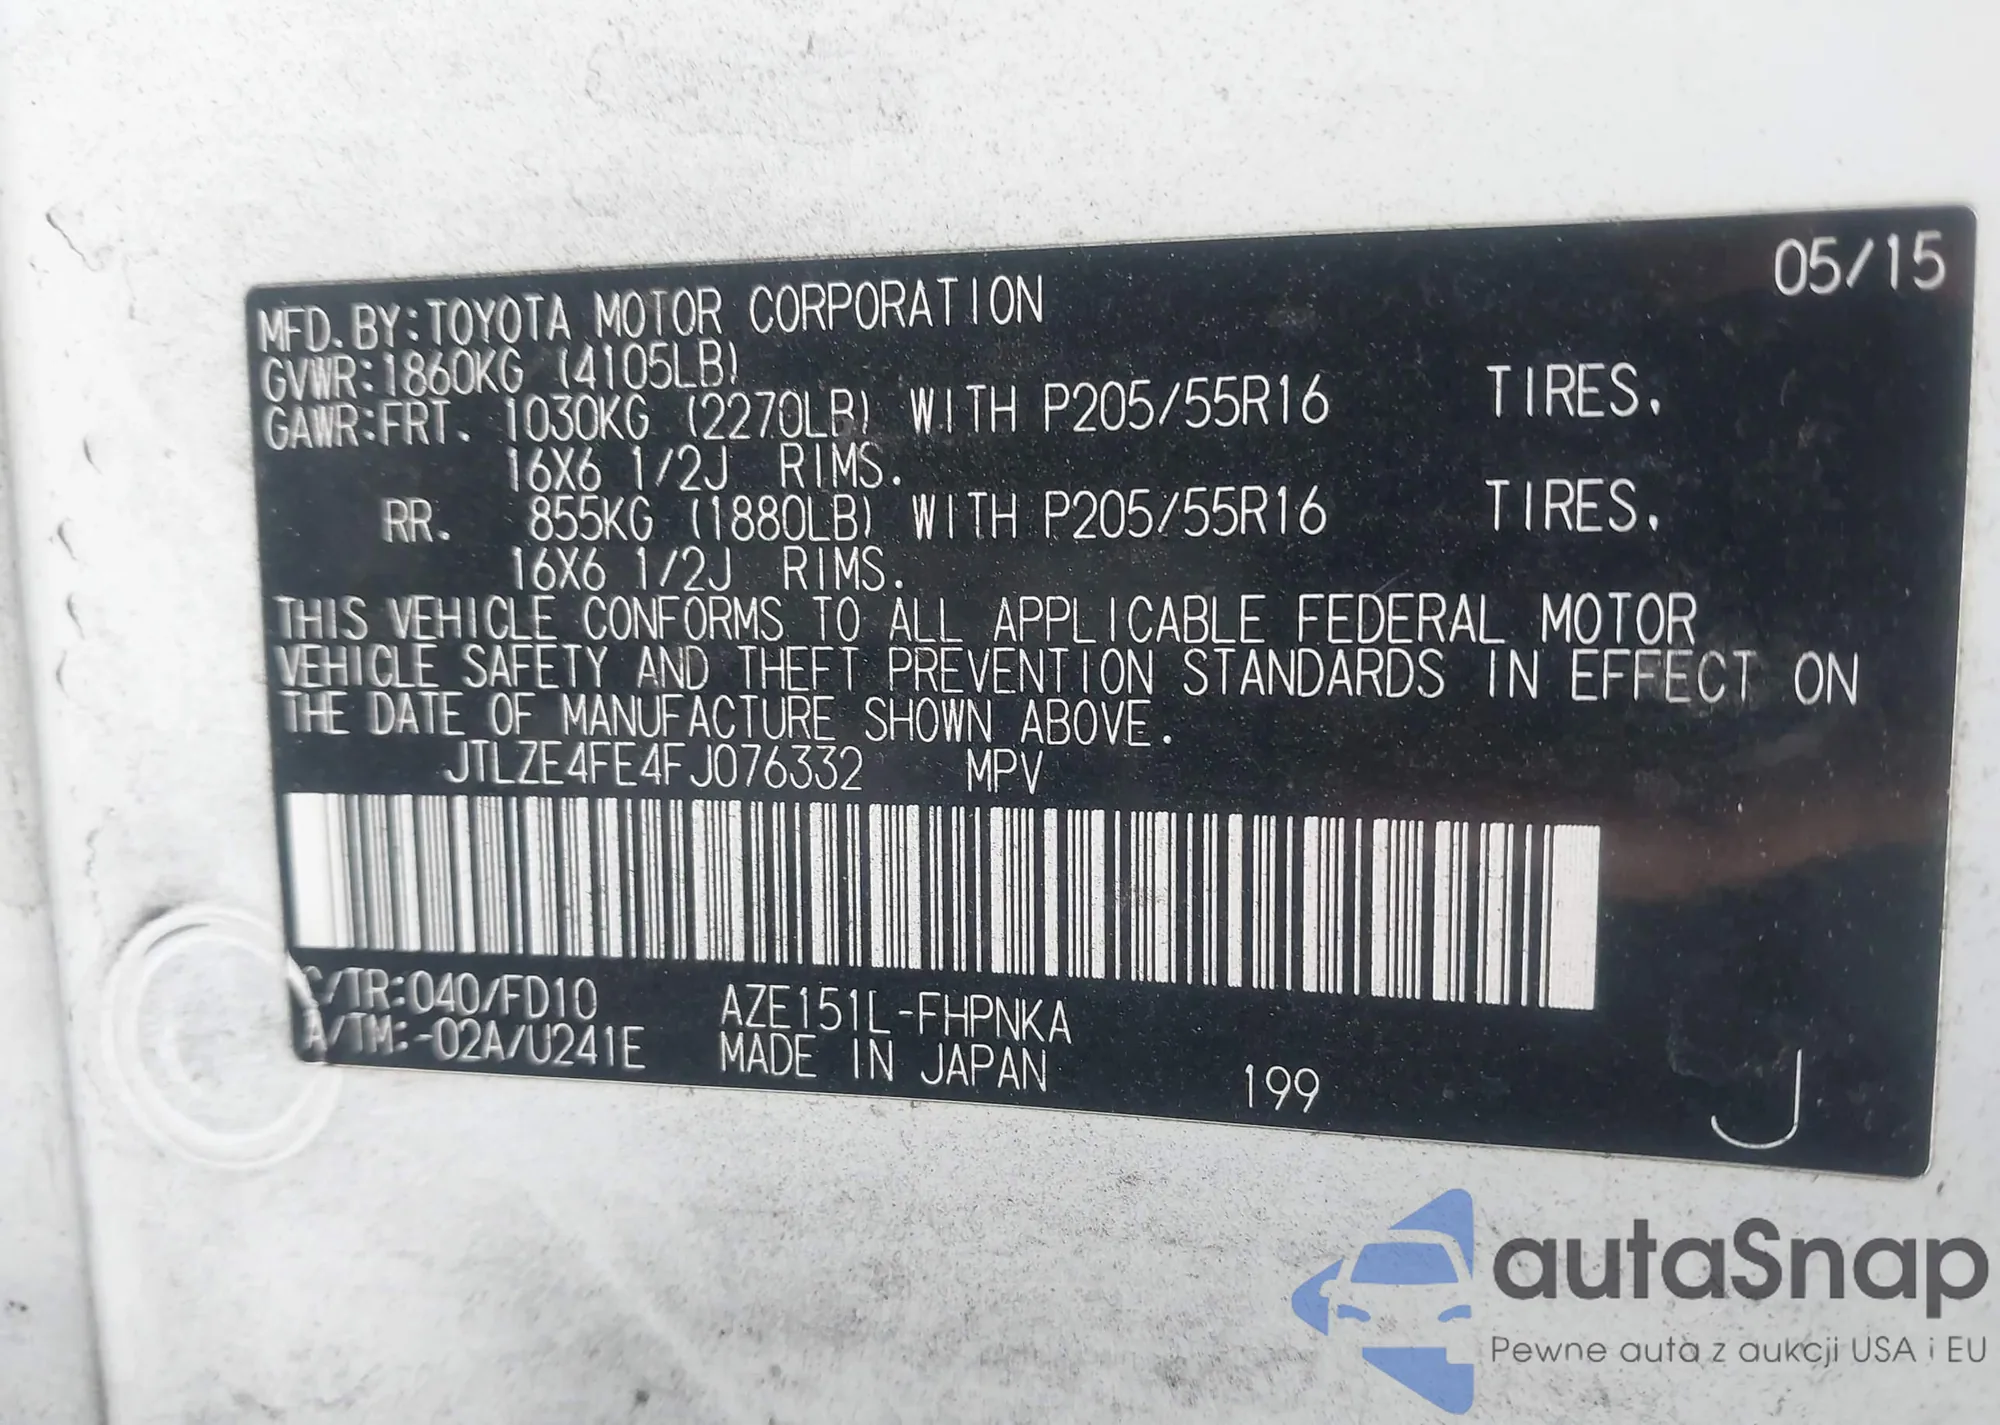 05/15
MFD. BY:TOYOTA MOTOR CORPORATION
GVWR:1860KG (4105LB)
GAWR:FRT. 1030KG (2270LB) WITH P205/55R16 TIRES.
16X6 1/2J RIMS.
RR. 855KG (1880LB) WITH P205/55R16 TIRES.
16X6 1/2J RIMS.
THIS VEHICLE CONFORMS TO ALL APPLICABLE FEDERAL MOTOR
VEHICLE SAFETY AND THEFT PREVENTION STANDARDS IN EFFECT ON
THE DATE OF MANUFACTURE SHOWN ABOVE.
JTLZE4FE4FJ076332 MPV
C/TR:040/FD10 AZE151L-FHPNKA
A/TM:-02A/U241E MADE IN JAPAN 199 J
autaSnap
Pewne auta z aukcji USA i EU